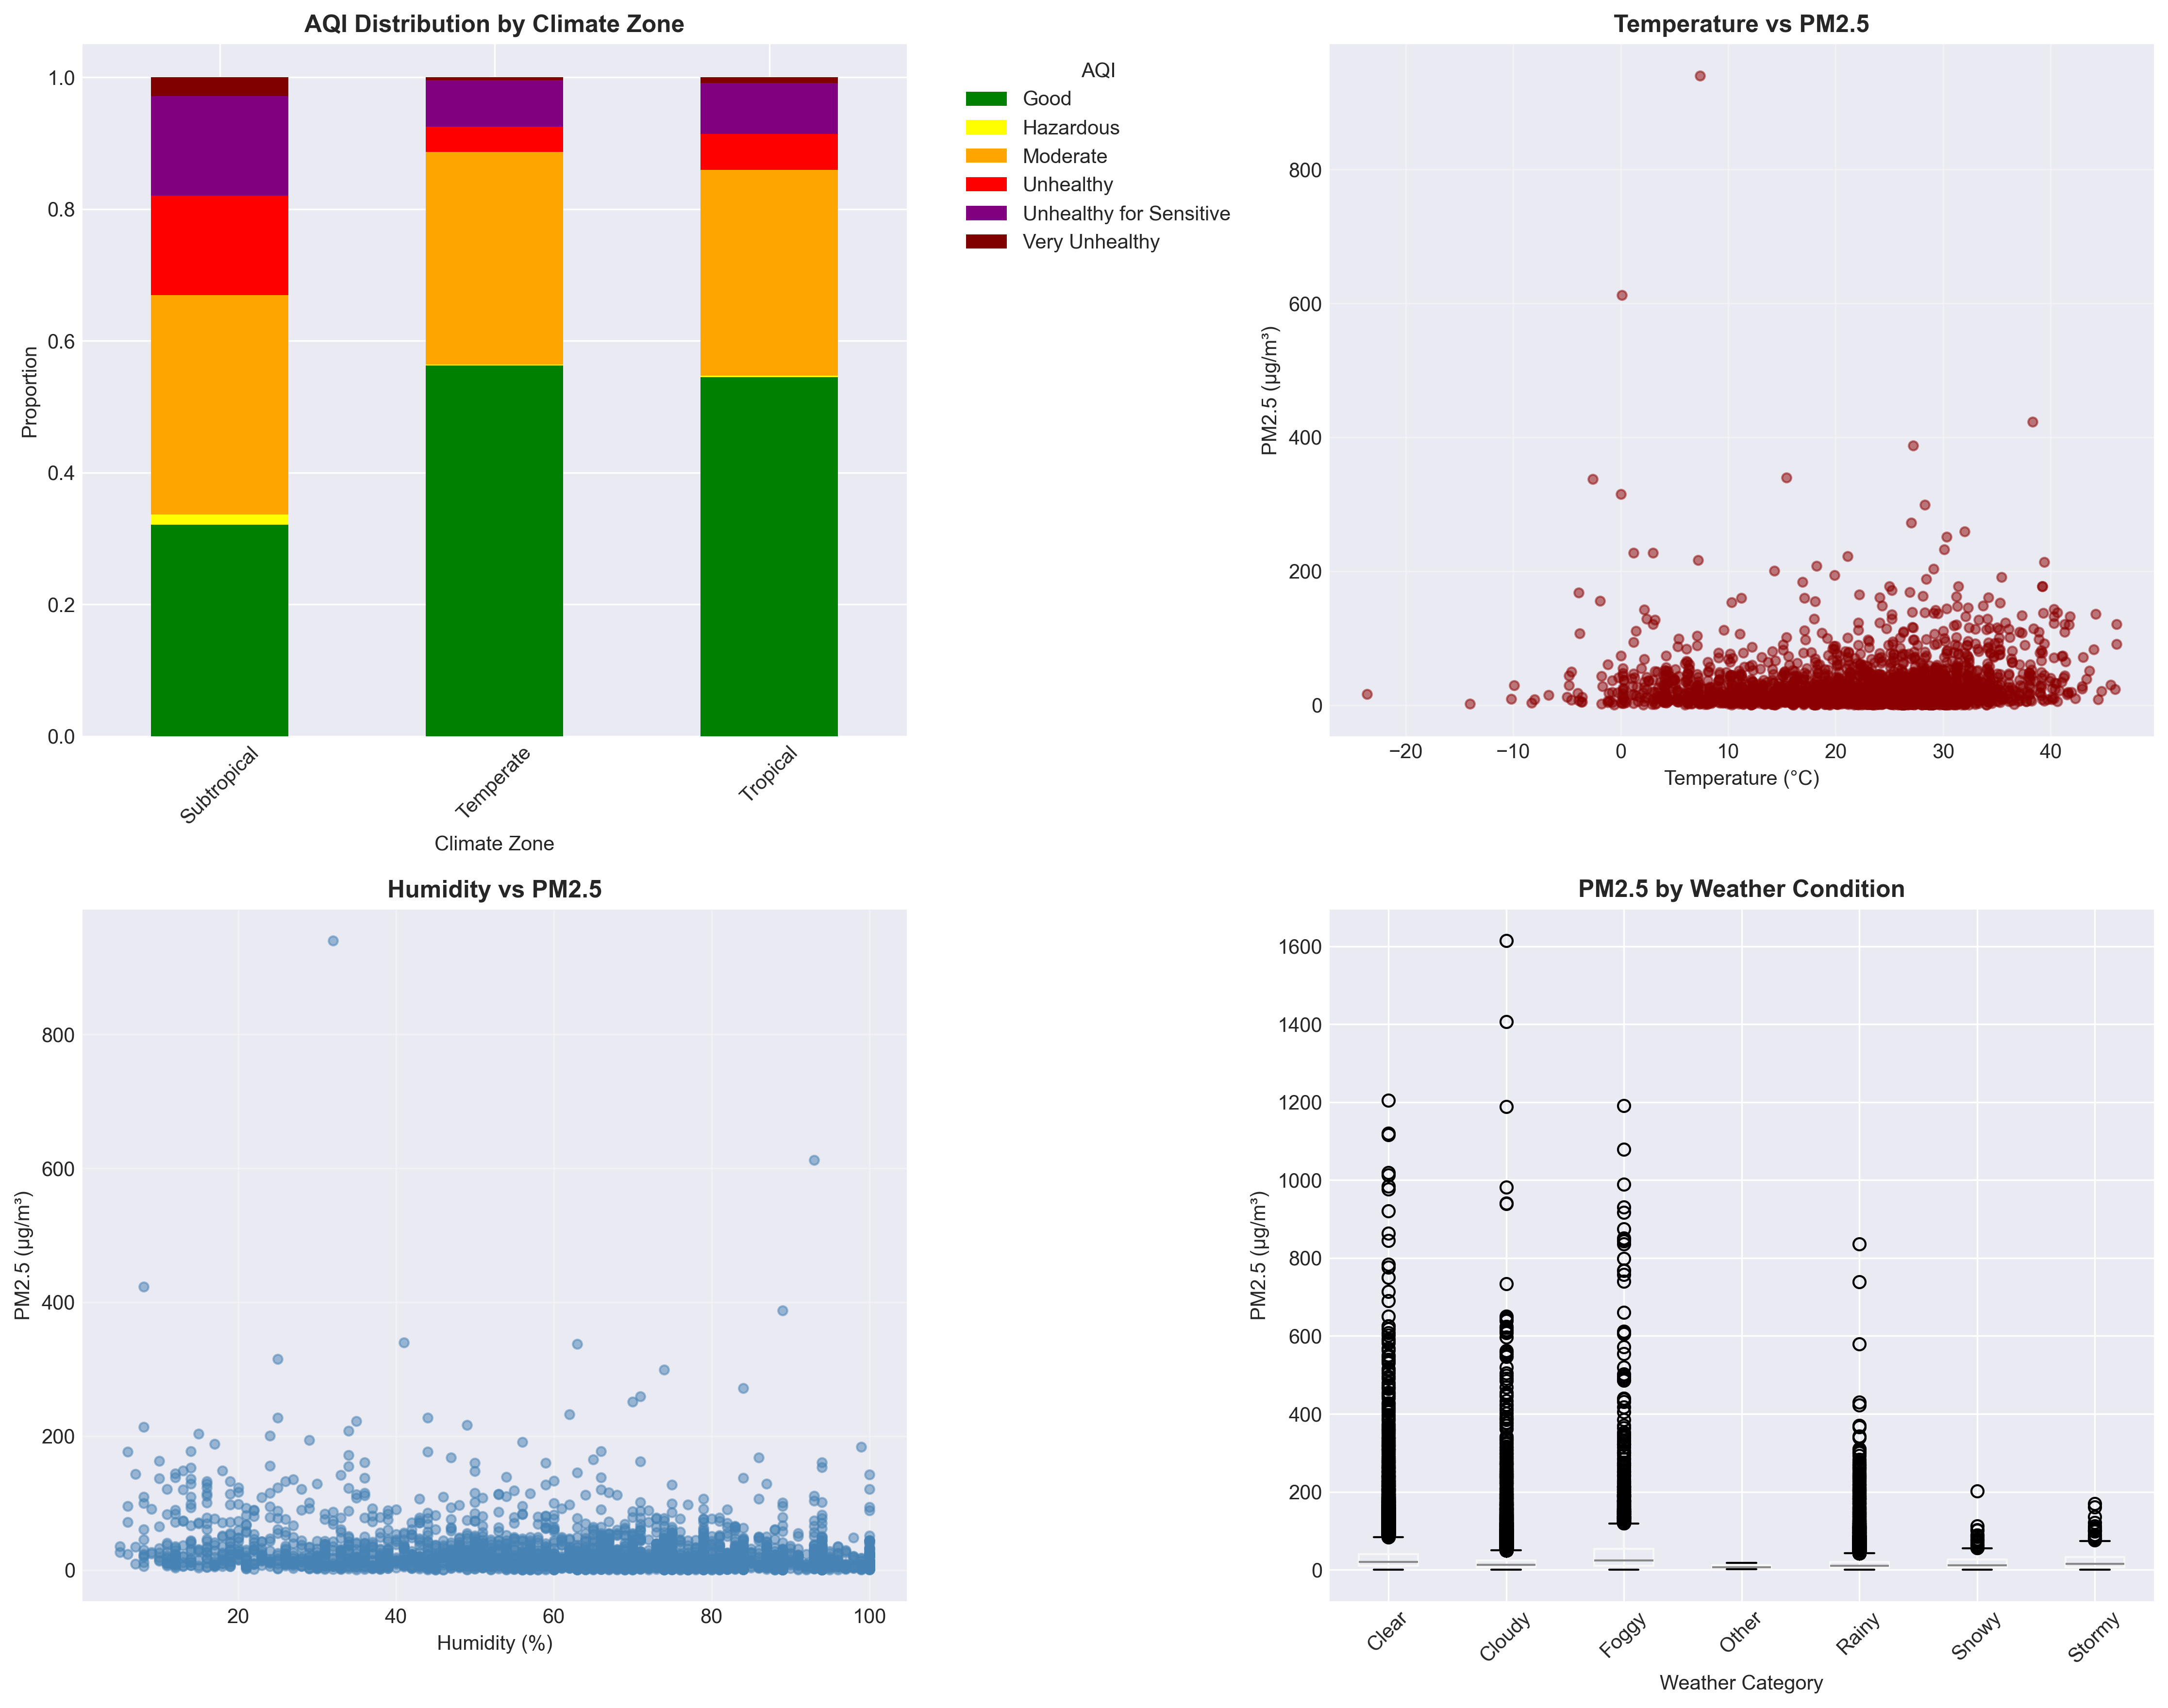 AQI Distribution by Climate Zone
Proportion
1.0
0.8
0.6
0.4
0.2
0.0
Subtropical
Temperate
Tropical
Climate Zone
AQI
Good
Hazardous
Moderate
Unhealthy
Unhealthy for Sensitive
Very Unhealthy
Temperature vs PM2.5
PM2.5 (µg/m³)
800
600
400
200
0
−20 −10 0 10 20 30 40
Temperature (°C)
Humidity vs PM2.5
PM2.5 (µg/m³)
800
600
400
200
0
20 40 60 80 100
Humidity (%)
PM2.5 by Weather Condition
PM2.5 (µg/m³)
1600
1400
1200
1000
800
600
400
200
0
Clear
Cloudy
Foggy
Other
Rainy
Snowy
Stormy
Weather Category